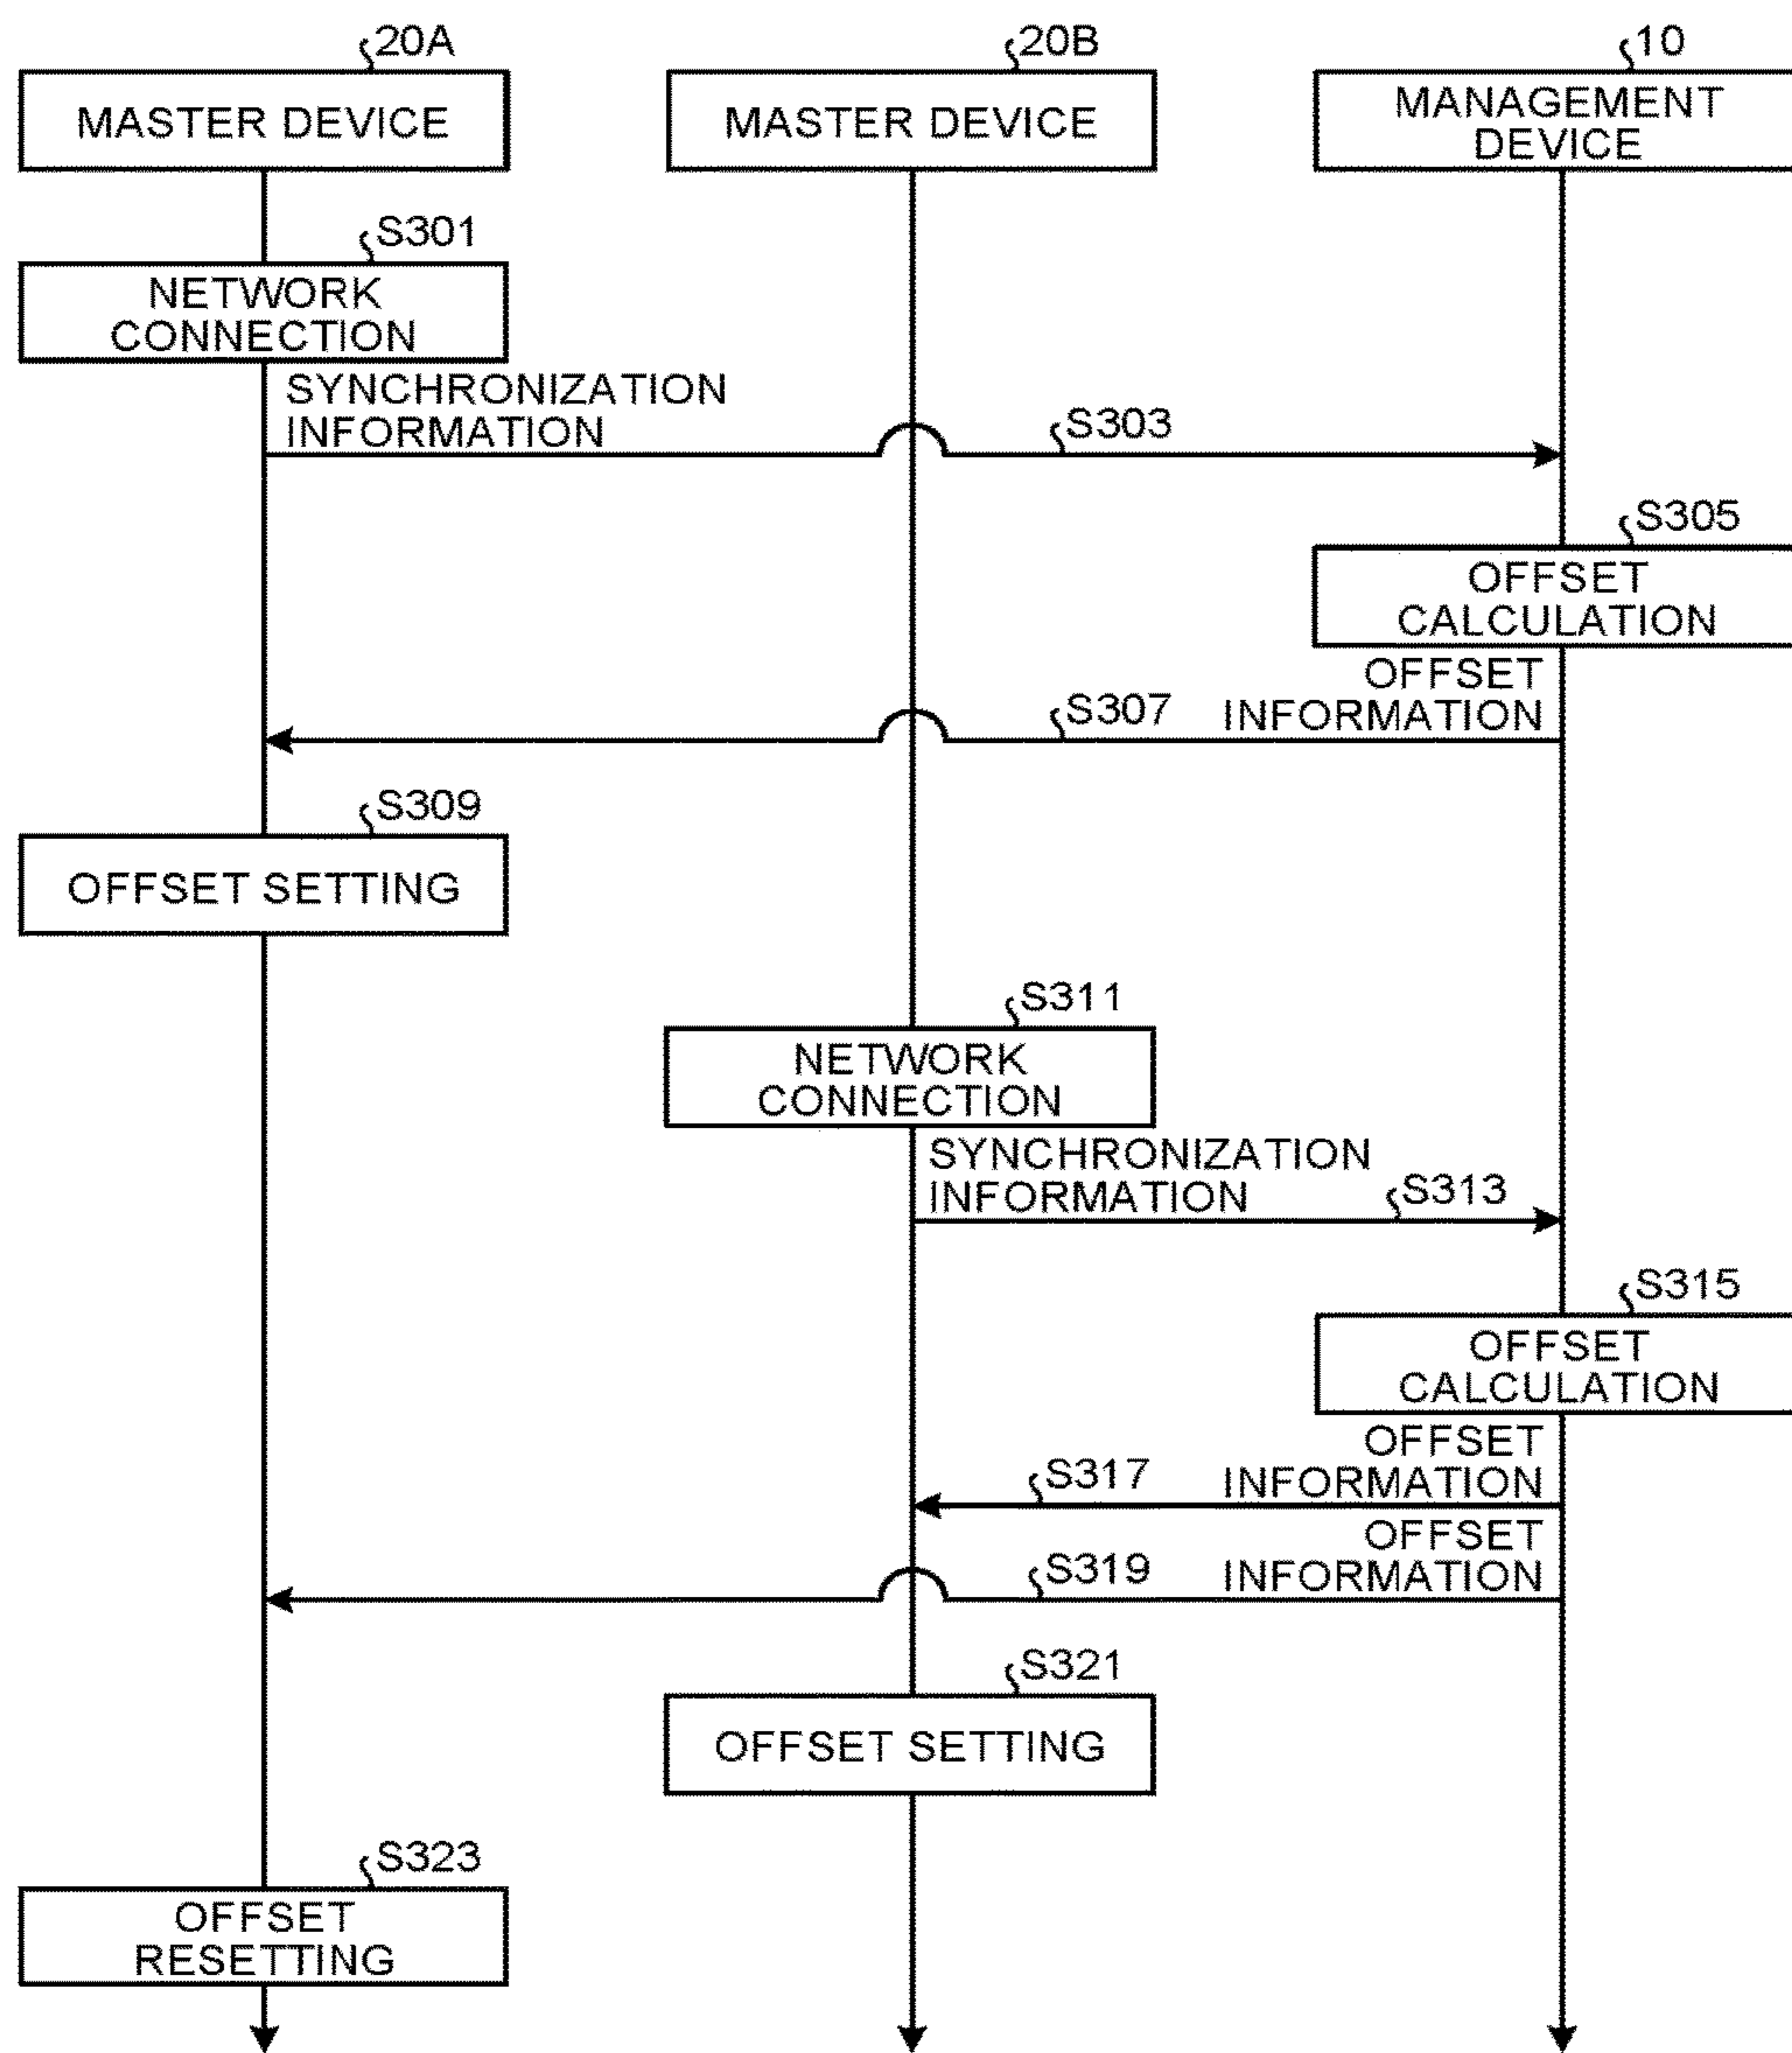 20A
20B
10
MASTER DEVICE
MASTER DEVICE
MANAGEMENT
DEVICE
S301
NETWORK
CONNECTION
SYNCHRONIZATION
INFORMATION
S303
S305
OFFSET
CALCULATION
OFFSET
INFORMATION
S307
S309
OFFSET SETTING
S311
NETWORK
CONNECTION
SYNCHRONIZATION
INFORMATION
S313
S315
OFFSET
CALCULATION
OFFSET
INFORMATION
S317
OFFSET
INFORMATION
S319
S321
OFFSET SETTING
S323
OFFSET
RESETTING